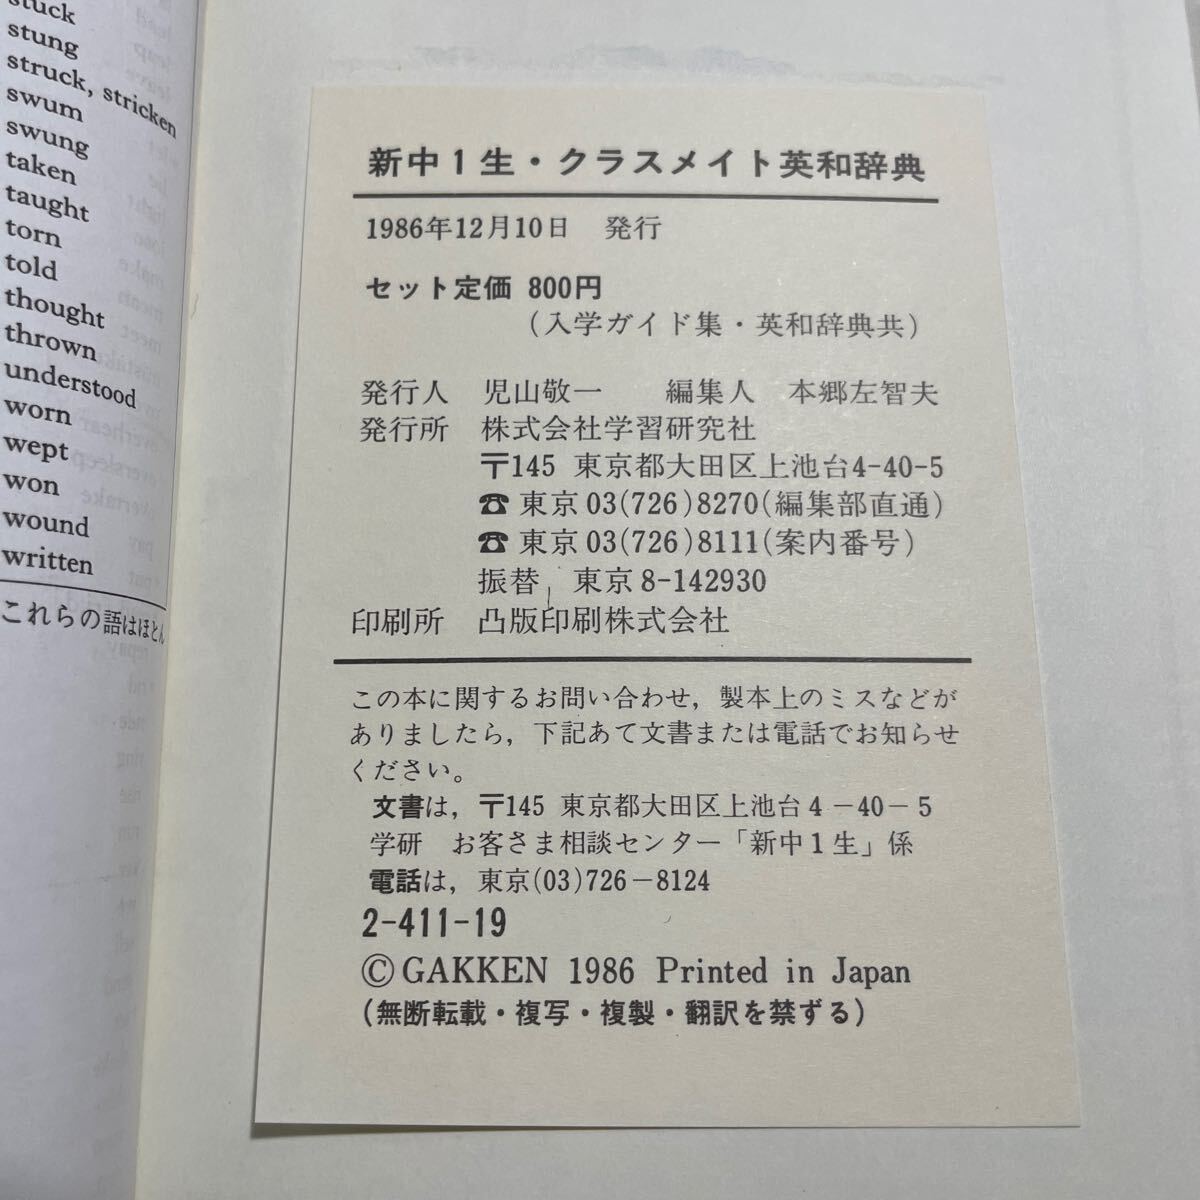 stuck
stung
struck, stricken
swum
swung
taken
taught
torn
told
thought
thrown
understood
worn
wept
won
wound
written
これらの語はほとん
新中1生・クラスメイト英和辞典
1986年12月10日　発行
セット定価 800円
(入学ガイド集・英和辞典共)
発行人　児山敬一　編集人　本郷左智夫
発行所　株式会社学習研究社
〒145 東京都大田区上池台4-40-5
☎東京03(726)8270(編集部直通)
☎東京03(726)8111(案内番号)
振替　東京8-142930
印刷所　凸版印刷株式会社
この本に関するお問い合わせ，製本上のミスなどが
ありましたら，下記あて文書または電話でお知らせ
ください。
文書は，〒145 東京都大田区上池台4－40－5
学研　お客さま相談センター「新中1生」係
電話は，東京(03)726－8124
2-411-19
©GAKKEN 1986 Printed in Japan
(無断転載・複写・複製・翻訳を禁ずる)